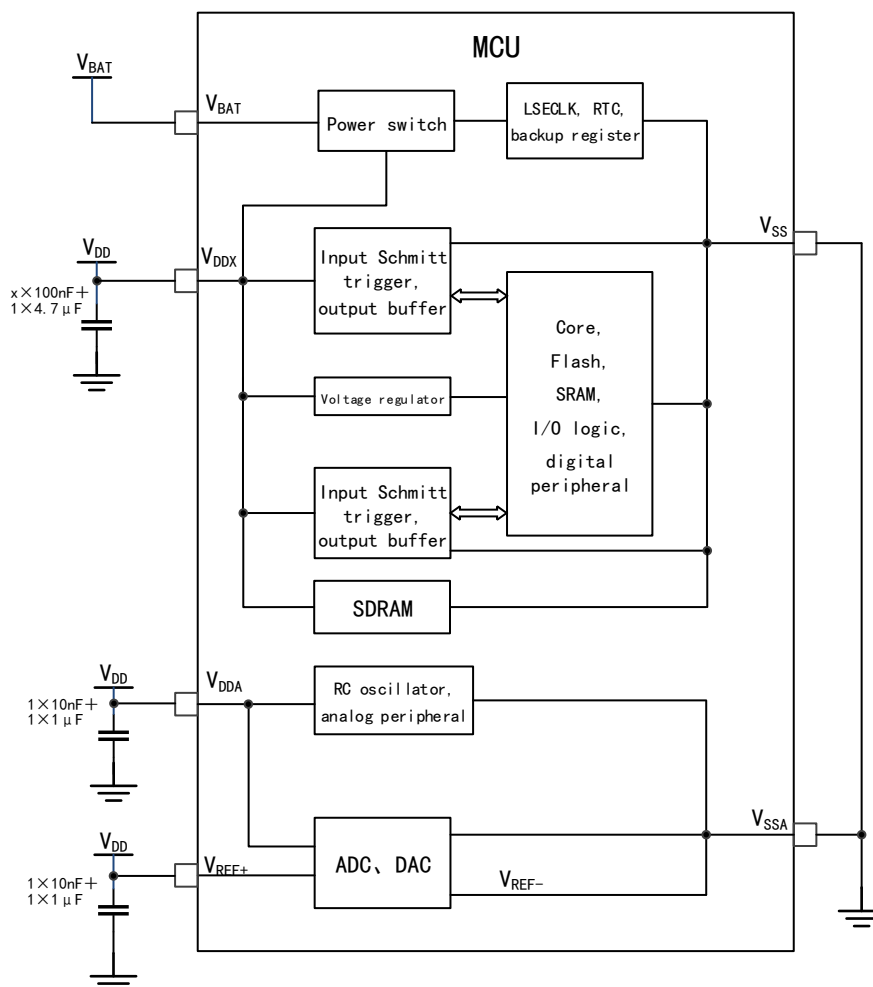 MCU
VBAT
VBAT
Power switch
LSECLK, RTC,
backup register
VDD
VDDX
x×100nF+
1×4.7μF
Input Schmitt
trigger,
output buffer
VSS
Core,
Flash,
SRAM,
I/O logic,
digital
peripheral
Voltage regulator
Input Schmitt
trigger,
output buffer
SDRAM
VDD
VDDA
1×10nF+
1×1μF
RC oscillator,
analog peripheral
VSSA
VDD
VREF+
1×10nF+
1×1μF
ADC、DAC
VREF-